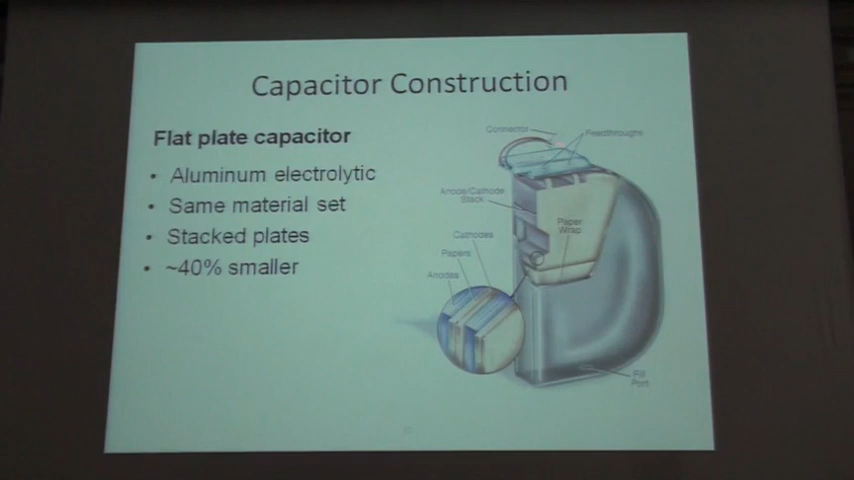 Capacitor Construction
Flat plate capacitor
• Aluminum electrolytic
• Same material set
• Stacked plates
• ~40% smaller
Connector
Feedthroughs
Anode/Cathode
Stack
Paper
Wrap
Cathodes
Papers
Anodes
Fill
Port